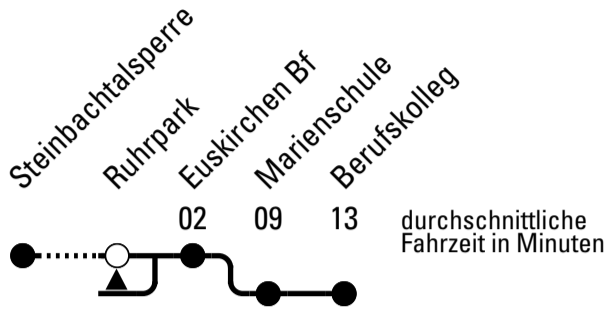 Steinbachtalsperre
Ruhrpark
Euskirchen Bf
Marienschule
Berufskolleg
02 09 13
durchschnittliche
Fahrzeit in Minuten